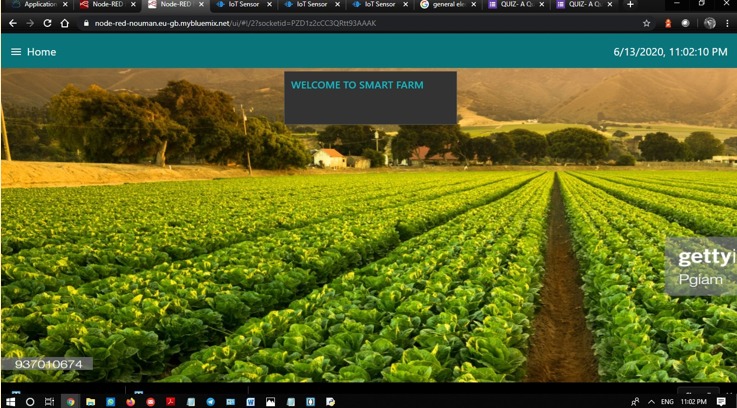 Application
Node-RED
Node-RED
IoT Sensor
IoT Sensor
IoT Sensor
general ele
QUIZ- A Q
QUIZ- A Q
node-red-nouman.eu-gb.mybluemix.net/ui/#!/2?socketid=PZD1z2cCC3QRtt93AAAK
Home
6/13/2020, 11:02:10 PM
WELCOME TO SMART FARM
gettyi
Pgiam
937010674
ENG 11:02 PM